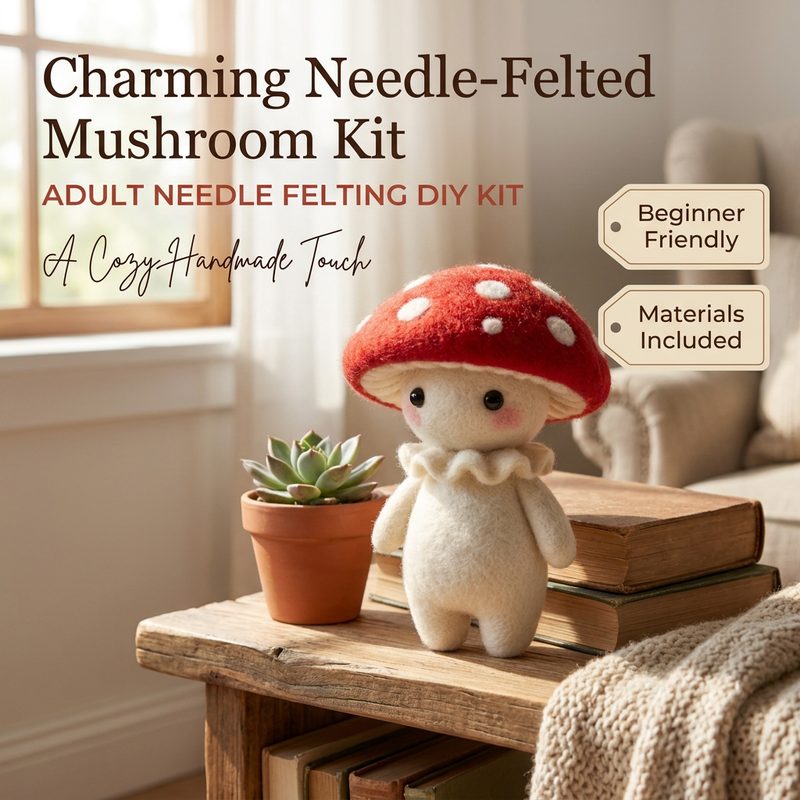 Charming Needle-Felted
Mushroom Kit
ADULT NEEDLE FELTING DIY KIT
A Cozy Handmade Touch
Beginner
Friendly
Materials
Included